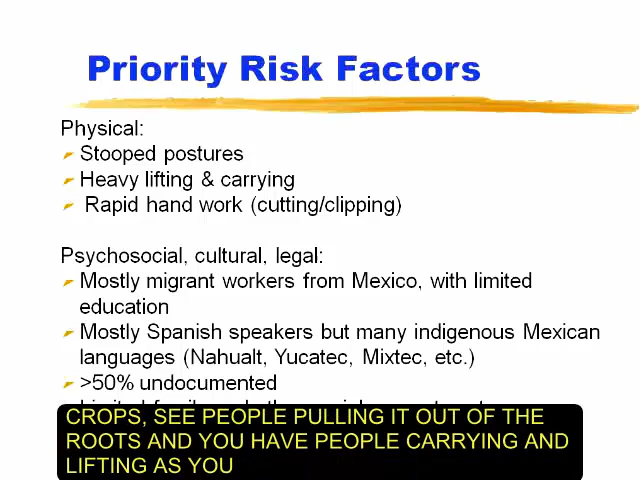 Priority Risk Factors
Physical:
Stooped postures
Heavy lifting & carrying
Rapid hand work (cutting/clipping)
Psychosocial, cultural, legal:
Mostly migrant workers from Mexico, with limited
education
Mostly Spanish speakers but many indigenous Mexican
languages (Nahualt, Yucatec, Mixtec, etc.)
>50% undocumented
CROPS, SEE PEOPLE PULLING IT OUT OF THE
ROOTS AND YOU HAVE PEOPLE CARRYING AND
LIFTING AS YOU